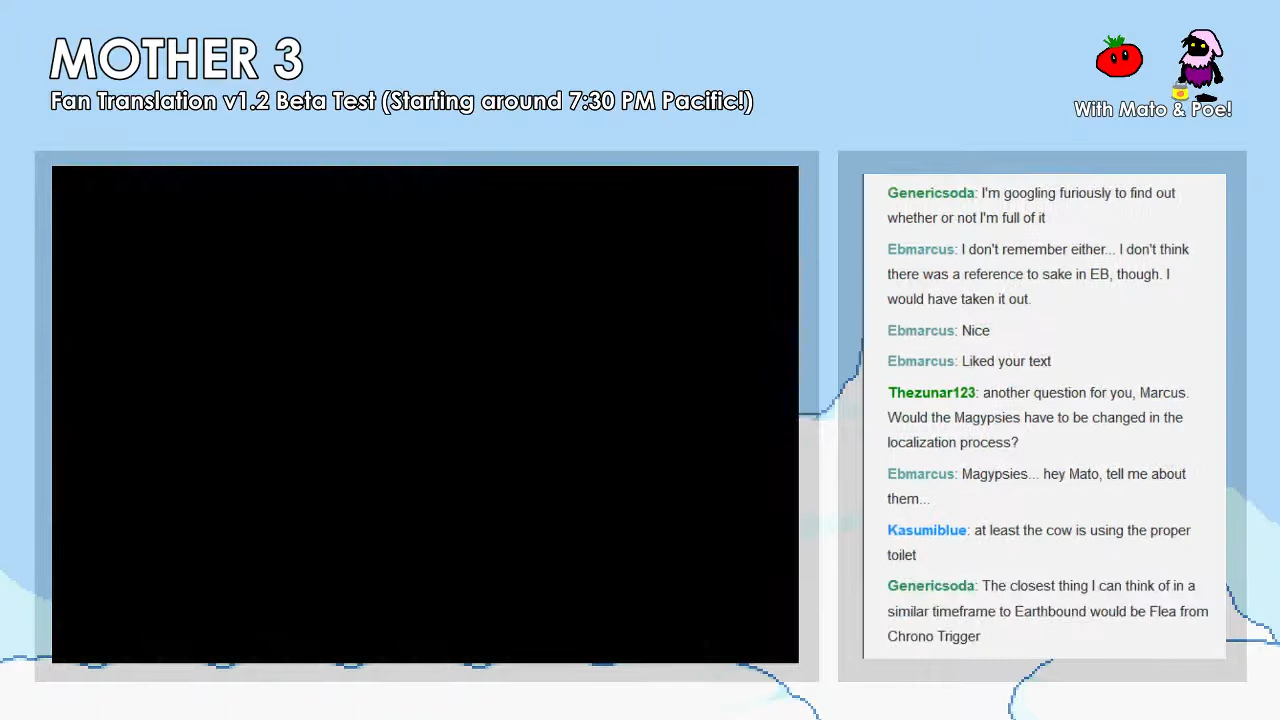 MOTHER 3
Fan Translation v1.2 Beta Test (Starting around 7:30 PM Pacific!)
With Mato & Poe!
Genericsoda: I'm googling furiously to find out
whether or not I'm full of it
Ebmarcus: I don't remember either... I don't think
there was a reference to sake in EB, though. I
would have taken it out.
Ebmarcus: Nice
Ebmarcus: Liked your text
Thezunar123: another question for you, Marcus.
Would the Magypsies have to be changed in the
localization process?
Ebmarcus: Magypsies... hey Mato, tell me about
them...
Kasumiblue: at least the cow is using the proper
toilet
Genericsoda: The closest thing I can think of in a
similar timeframe to Earthbound would be Flea from
Chrono Trigger